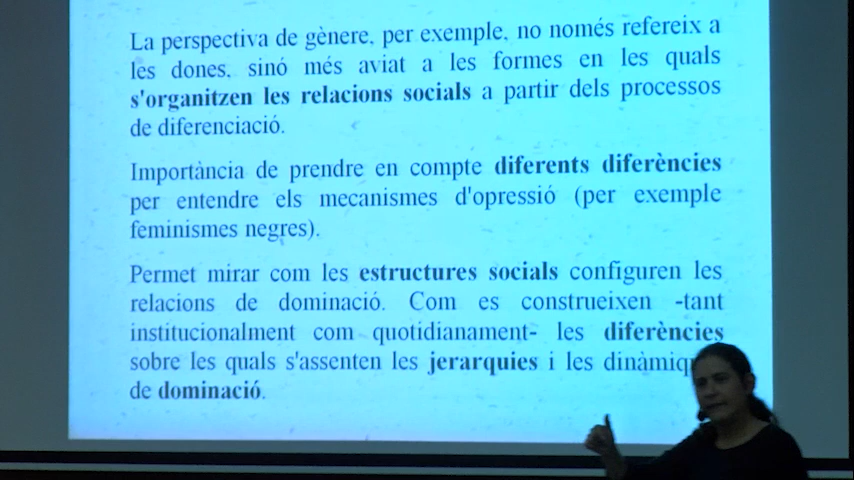 La perspectiva de gènere, per exemple, no només refereix a
les dones, sinó més aviat a les formes en les quals
s'organitzen les relacions socials a partir dels processos
de diferenciació.
Importància de prendre en compte diferents diferències
per entendre els mecanismes d'opressió (per exemple
feminismes negres).
Permet mirar com les estructures socials configuren les
relacions de dominació. Com es construeixen -tant
institucionalment com quotidianament- les diferències
sobre les quals s'assenten les jerarquies i les
de dominació.